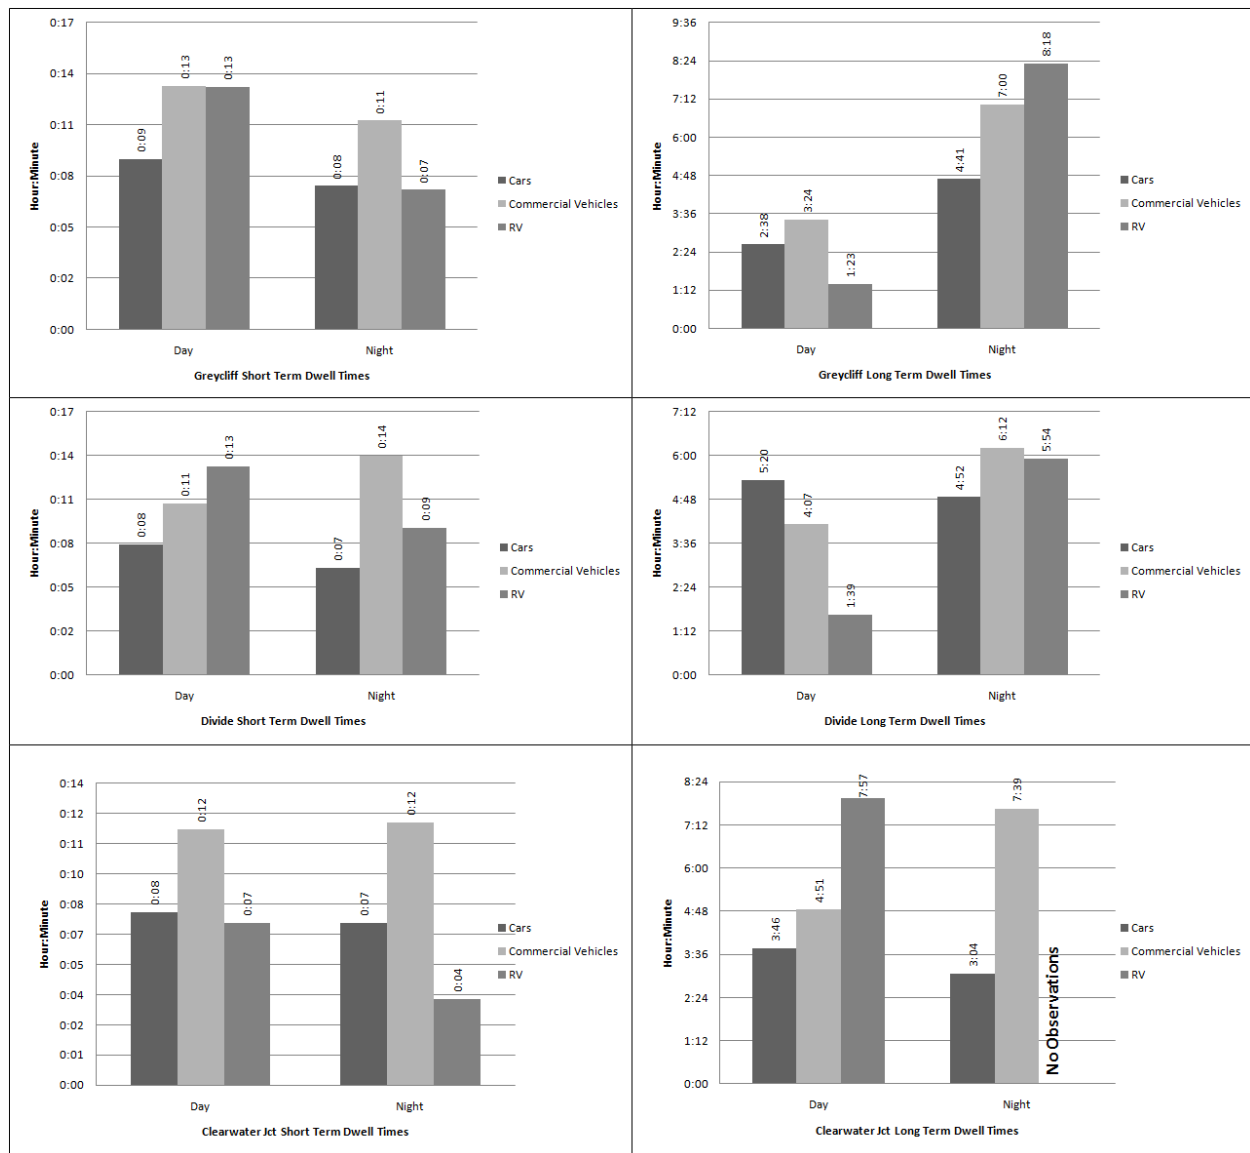 0:17
0:14
0:11
0:08
0:05
0:02
0:00
Hour:Minute
0:09
0:13
0:13
0:08
0:11
0:07
Day
Night
Cars
Commercial Vehicles
RV
Greycliff Short Term Dwell Times
9:36
8:24
7:12
6:00
4:48
3:36
2:24
1:12
0:00
Hour:Minute
2:38
3:24
1:23
4:41
7:00
8:18
Day
Night
Cars
Commercial Vehicles
RV
Greycliff Long Term Dwell Times
0:17
0:14
0:11
0:08
0:05
0:02
0:00
Hour:Minute
0:08
0:11
0:13
0:07
0:14
0:09
Day
Night
Cars
Commercial Vehicles
RV
Divide Short Term Dwell Times
7:12
6:00
4:48
3:36
2:24
1:12
0:00
Hour:Minute
5:20
4:07
1:39
4:52
6:12
5:54
Day
Night
Cars
Commercial Vehicles
RV
Divide Long Term Dwell Times
0:14
0:12
0:11
0:10
0:08
0:07
0:05
0:04
0:02
0:01
0:00
Hour:Minute
0:08
0:12
0:07
0:07
0:12
0:04
Day
Night
Cars
Commercial Vehicles
RV
Clearwater Jct Short Term Dwell Times
8:24
7:12
6:00
4:48
3:36
2:24
1:12
0:00
Hour:Minute
3:46
4:51
7:57
3:04
7:39
No Observations
Day
Night
Cars
Commercial Vehicles
RV
Clearwater Jct Long Term Dwell Times